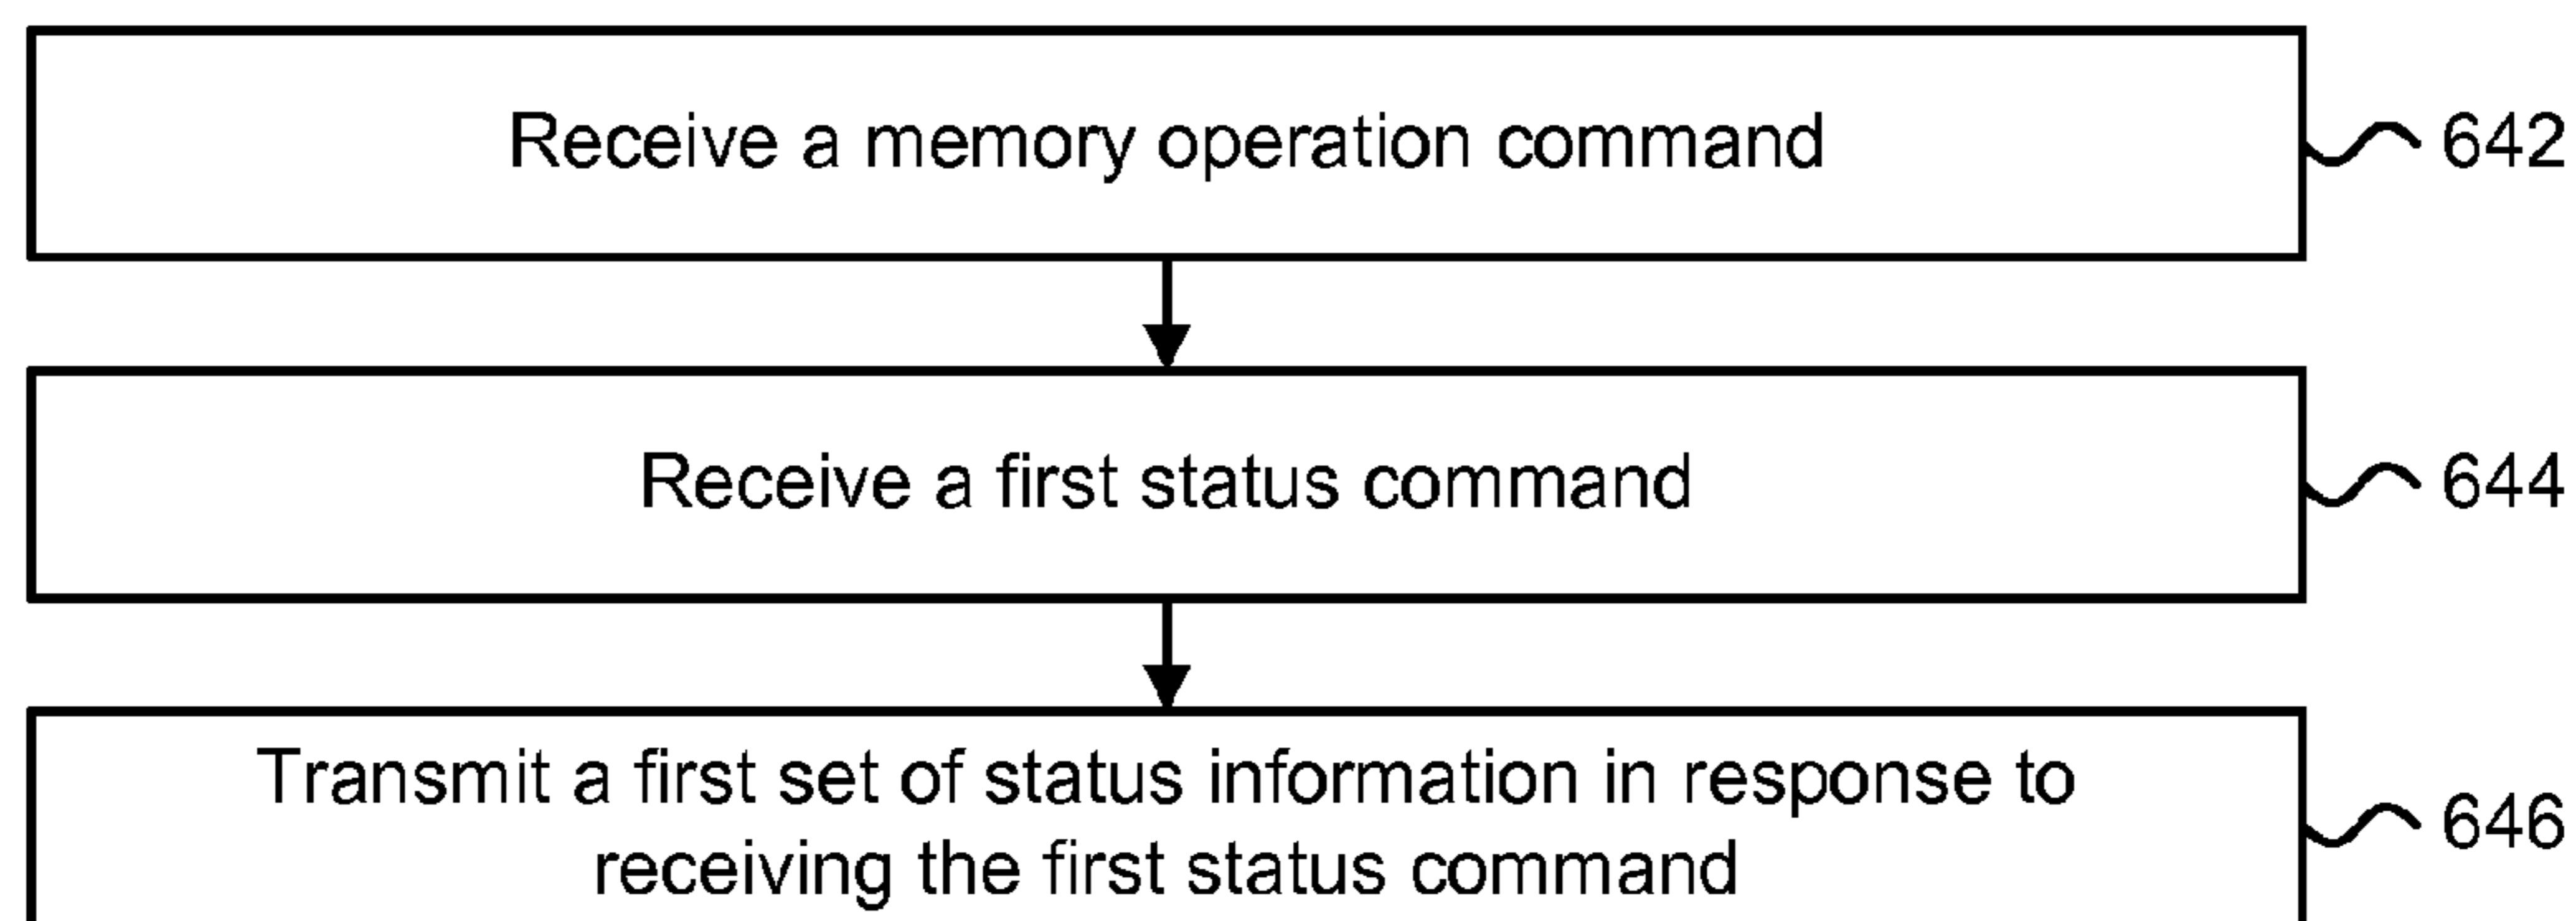 Receive a memory operation command
642
Receive a first status command
644
Transmit a first set of status information in response to
receiving the first status command
646